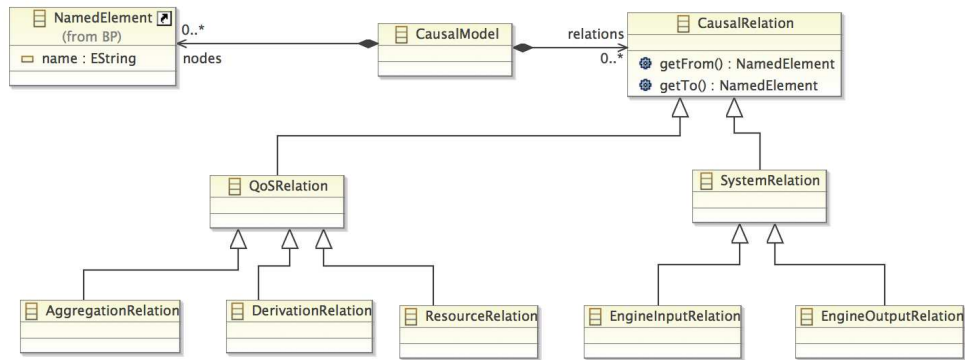 NamedElement
(from BP)
name : EString
0..*
nodes
CausalModel
relations
0..*
CausalRelation
getFrom() : NamedElement
getTo() : NamedElement
QoSRelation
SystemRelation
AggregationRelation
DerivationRelation
ResourceRelation
EngineInputRelation
EngineOutputRelation